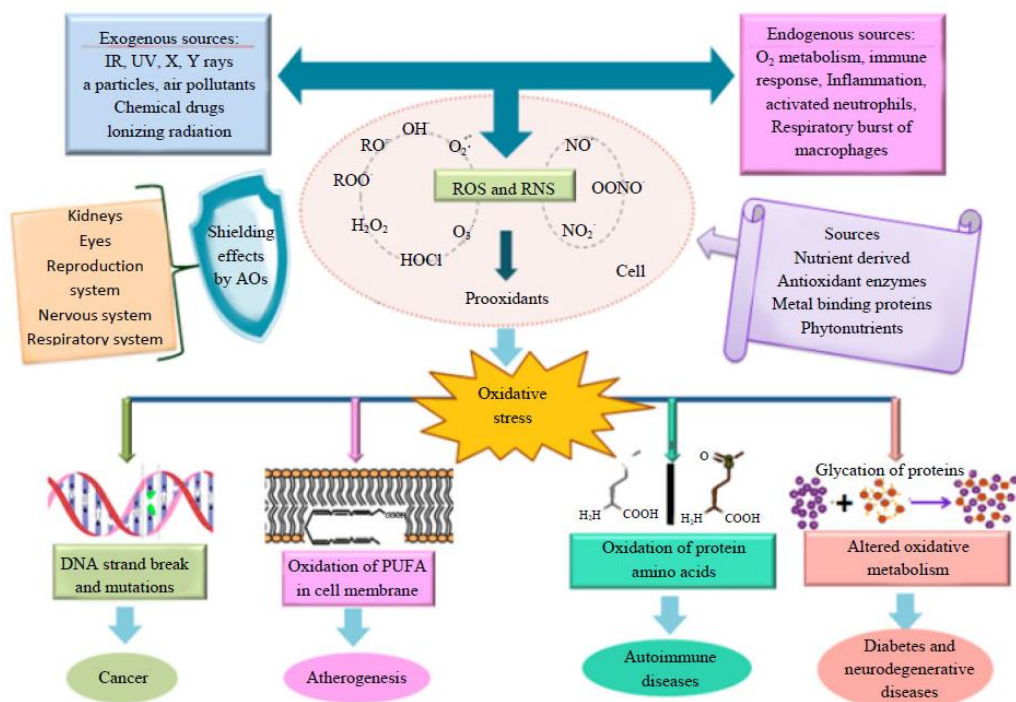 Exogenous sources:
IR, UV, X, Y rays
a particles, air pollutants
Chemical drugs
Ionizing radiation
Endogenous sources:
O₂ metabolism, immune
response, Inflammation,
activated neutrophils,
Respiratory burst of
macrophages
OH˙
RO˙
O₂˙
ROO˙
H₂O₂
HOCl
O₃
ROS and RNS
NO˙
OONO˙
NO₂˙
Cell
Prooxidants
Kidneys
Eyes
Reproduction
system
Nervous system
Respiratory system
Shielding
effects
by AOs
Sources
Nutrient derived
Antioxidant enzymes
Metal binding proteins
Phytonutrients
Oxidative
stress
COOH
H₂H
COOH
O
H₂H
COOH
Glycation of proteins
+
DNA strand break
and mutations
Oxidation of PUFA
in cell membrane
Oxidation of protein
amino acids
Altered oxidative
metabolism
Cancer
Atherogenesis
Autoimmune
diseases
Diabetes and
neurodegenerative
diseases